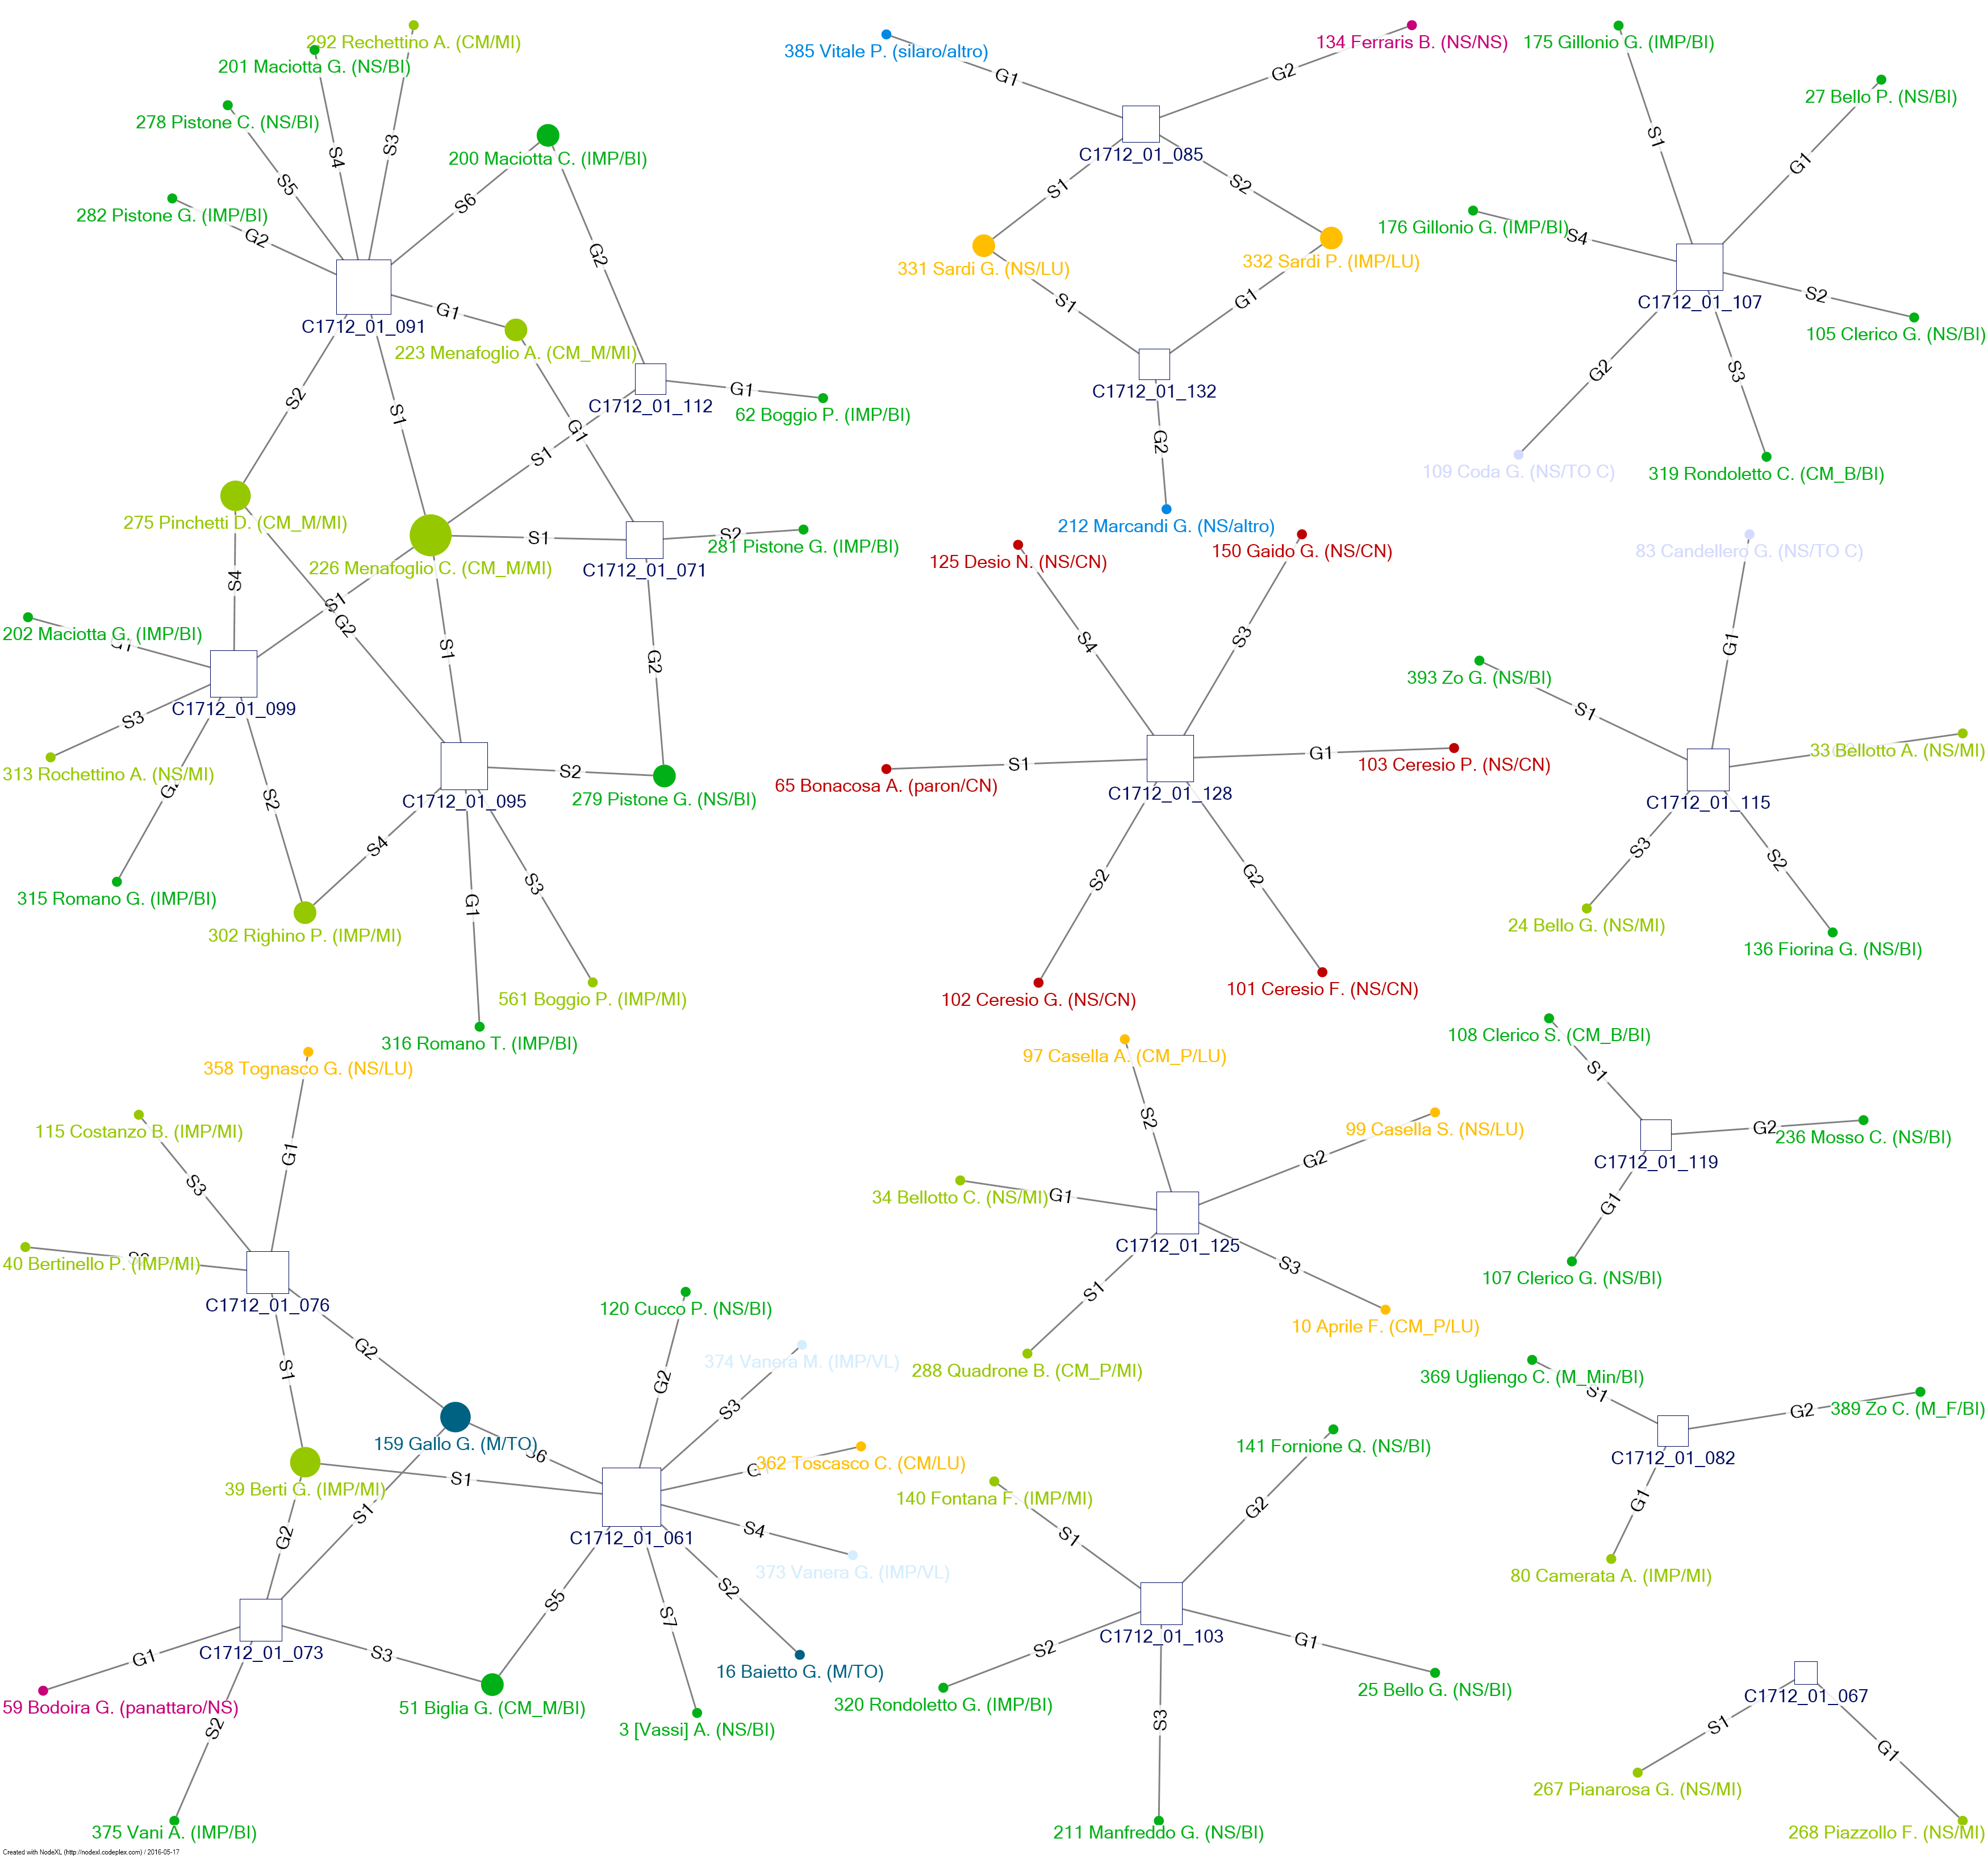 292 Rechettino A. (CM/MI)
201 Maciotta G. (NS/BI)
278 Pistone C. (NS/BI)
200 Maciotta C. (IMP/BI)
282 Pistone G. (IMP/BI)
S3
S4
S5
S6
G2
G2
G1
C1712_01_091
223 Menafoglio A. (CM_M/MI)
C1712_01_112
G1
62 Boggio P. (IMP/BI)
S2
S1
S1
G1
275 Pinchetti D. (CM_M/MI)
226 Menafoglio C. (CM_M/MI)
S1
C1712_01_071
S2
281 Pistone G. (IMP/BI)
S4
S1
G2
S1
G2
202 Maciotta G. (IMP/BI)
C1712_01_099
S3
313 Rochettino A. (NS/MI)
S2
315 Romano G. (IMP/BI)
302 Righino P. (IMP/MI)
C1712_01_095
S2
279 Pistone G. (NS/BI)
S4
G1
S3
561 Boggio P. (IMP/MI)
316 Romano T. (IMP/BI)
385 Vitale P. (silaro/altro)
134 Ferraris B. (NS/NS)
G1
G2
C1712_01_085
S1
S2
331 Sardi G. (NS/LU)
332 Sardi P. (IMP/LU)
S1
G1
C1712_01_132
G2
212 Marcandi G. (NS/altro)
175 Gillonio G. (IMP/BI)
27 Bello P. (NS/BI)
S1
G1
176 Gillonio G. (IMP/BI)
S4
S2
C1712_01_107
105 Clerico G. (NS/BI)
G2
S3
109 Coda G. (NS/TO C)
319 Rondoletto C. (CM_B/BI)
125 Desio N. (NS/CN)
150 Gaido G. (NS/CN)
S4
S3
S1
G1
65 Bonacosa A. (paron/CN)
C1712_01_128
103 Ceresio P. (NS/CN)
S2
G2
102 Ceresio G. (NS/CN)
101 Ceresio F. (NS/CN)
83 Candellero G. (NS/TO C)
G1
393 Zo G. (NS/BI)
S1
33 Bellotto A. (NS/MI)
C1712_01_115
S3
S2
24 Bello G. (NS/MI)
136 Fiorina G. (NS/BI)
358 Tognasco G. (NS/LU)
115 Costanzo B. (IMP/MI)
G1
S3
40 Bertinello P. (IMP/MI)
C1712_01_076
S1
G2
159 Gallo G. (M/TO)
39 Berti G. (IMP/MI)
S1
G2
S1
C1712_01_073
G1
S3
59 Bodoira G. (panattaro/NS)
S2
375 Vani A. (IMP/BI)
51 Biglia G. (CM_M/BI)
120 Cucco P. (NS/BI)
374 Vanera M. (IMP/VL)
G2
S3
362 Toscasco C. (CM/LU)
C1712_01_061
S4
373 Vanera G. (IMP/VL)
S5
S7
S2
16 Baietto G. (M/TO)
3 [Vassi] A. (NS/BI)
97 Casella A. (CM_P/LU)
S2
99 Casella S. (NS/LU)
G2
34 Bellotto C. (NS/MI)
G1
C1712_01_125
S1
S3
10 Aprile F. (CM_P/LU)
288 Quadrone B. (CM_P/MI)
108 Clerico S. (CM_B/BI)
S1
G2
236 Mosso C. (NS/BI)
C1712_01_119
G1
107 Clerico G. (NS/BI)
369 Ugliengo C. (M_Min/BI)
S1
G2
389 Zo C. (M_F/BI)
C1712_01_082
G1
80 Camerata A. (IMP/MI)
141 Fornione Q. (NS/BI)
140 Fontana F. (IMP/MI)
G2
S1
C1712_01_103
S2
G1
320 Rondoletto G. (IMP/BI)
25 Bello G. (NS/BI)
S3
211 Manfreddo G. (NS/BI)
C1712_01_067
S1
G1
267 Pianarosa G. (NS/MI)
268 Piazzollo F. (NS/MI)
Created with NodeXL (http://nodexl.codeplex.com) / 2016-05-17